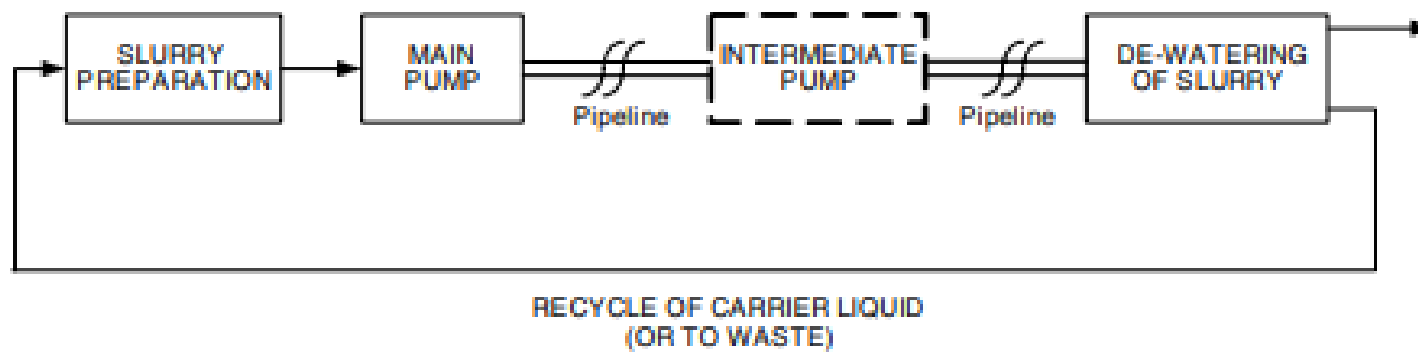 SLURRY
PREPARATION
MAIN
PUMP
Pipeline
INTERMEDIATE
PUMP
Pipeline
DE-WATERING
OF SLURRY
RECYCLE OF CARRIER LIQUID
(OR TO WASTE)